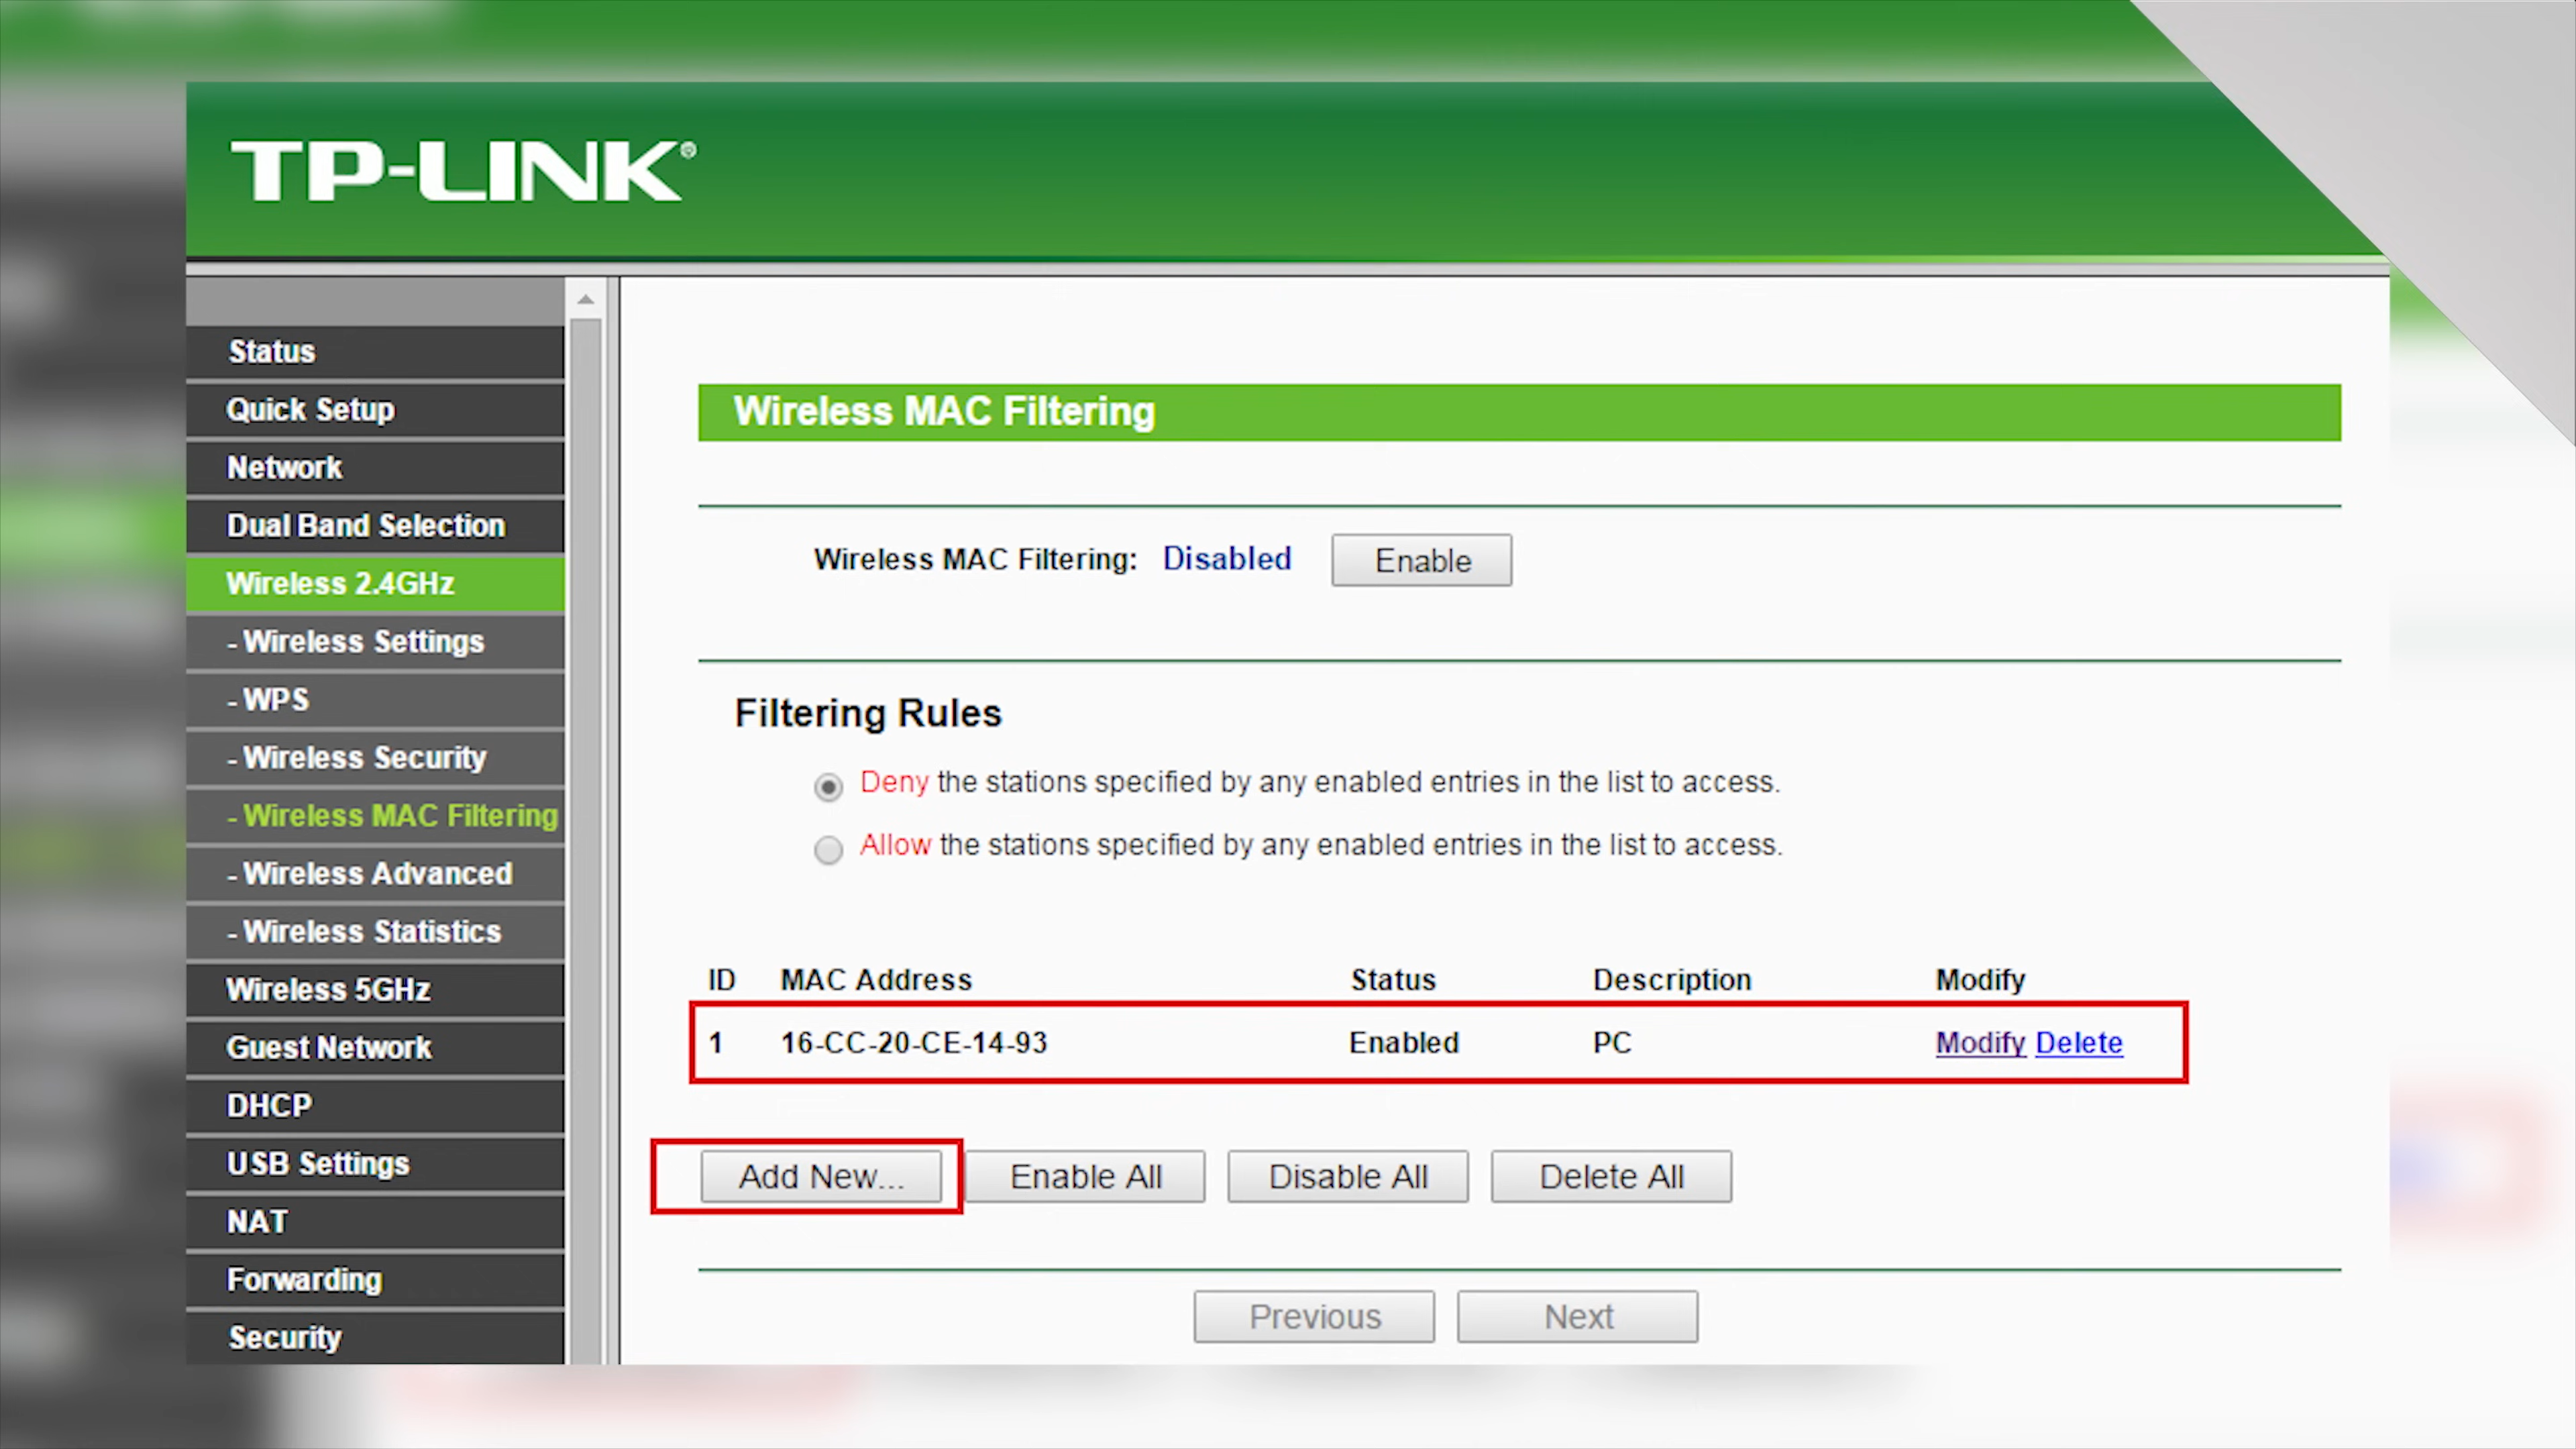 TP-LINK®
Status
Quick Setup
Network
Dual Band Selection
Wireless 2.4GHz
- Wireless Settings
- WPS
- Wireless Security
- Wireless MAC Filtering
- Wireless Advanced
- Wireless Statistics
Wireless 5GHz
Guest Network
DHCP
USB Settings
NAT
Forwarding
Security
Wireless MAC Filtering
Wireless MAC Filtering: Disabled Enable
Filtering Rules
Deny the stations specified by any enabled entries in the list to access.
Allow the stations specified by any enabled entries in the list to access.
ID MAC Address Status Description Modify
1 16-CC-20-CE-14-93 Enabled PC Modify Delete
Add New... Enable All Disable All Delete All
Previous Next